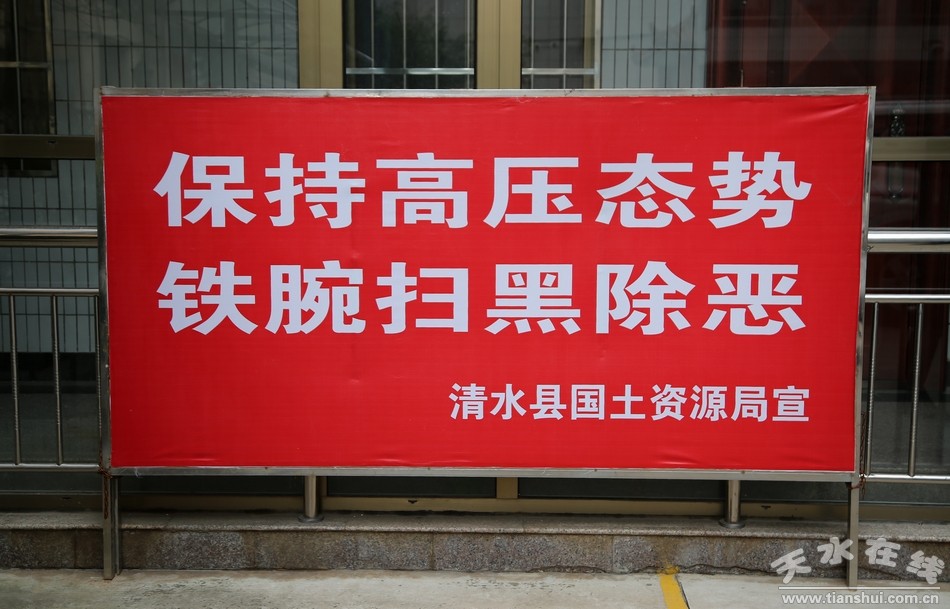 保持高压态势
铁腕扫黑除恶
清水县国土资源局宣
天水在线
www.tianshui.com.cn